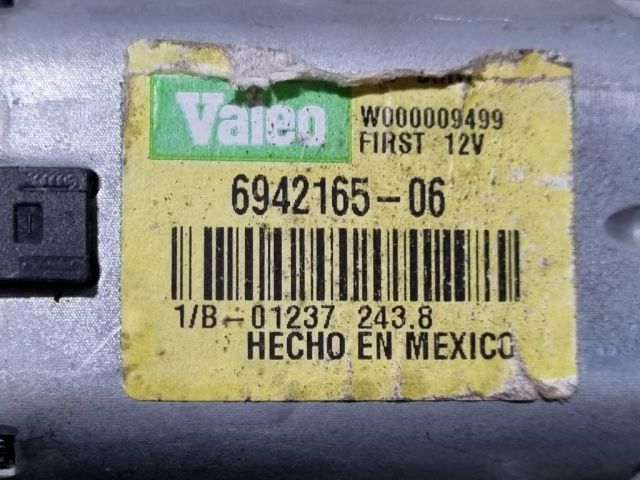 Valeo
W000009499
FIRST 12V
6942165-06
1/B-01237 243.8
HECHO EN MEXICO